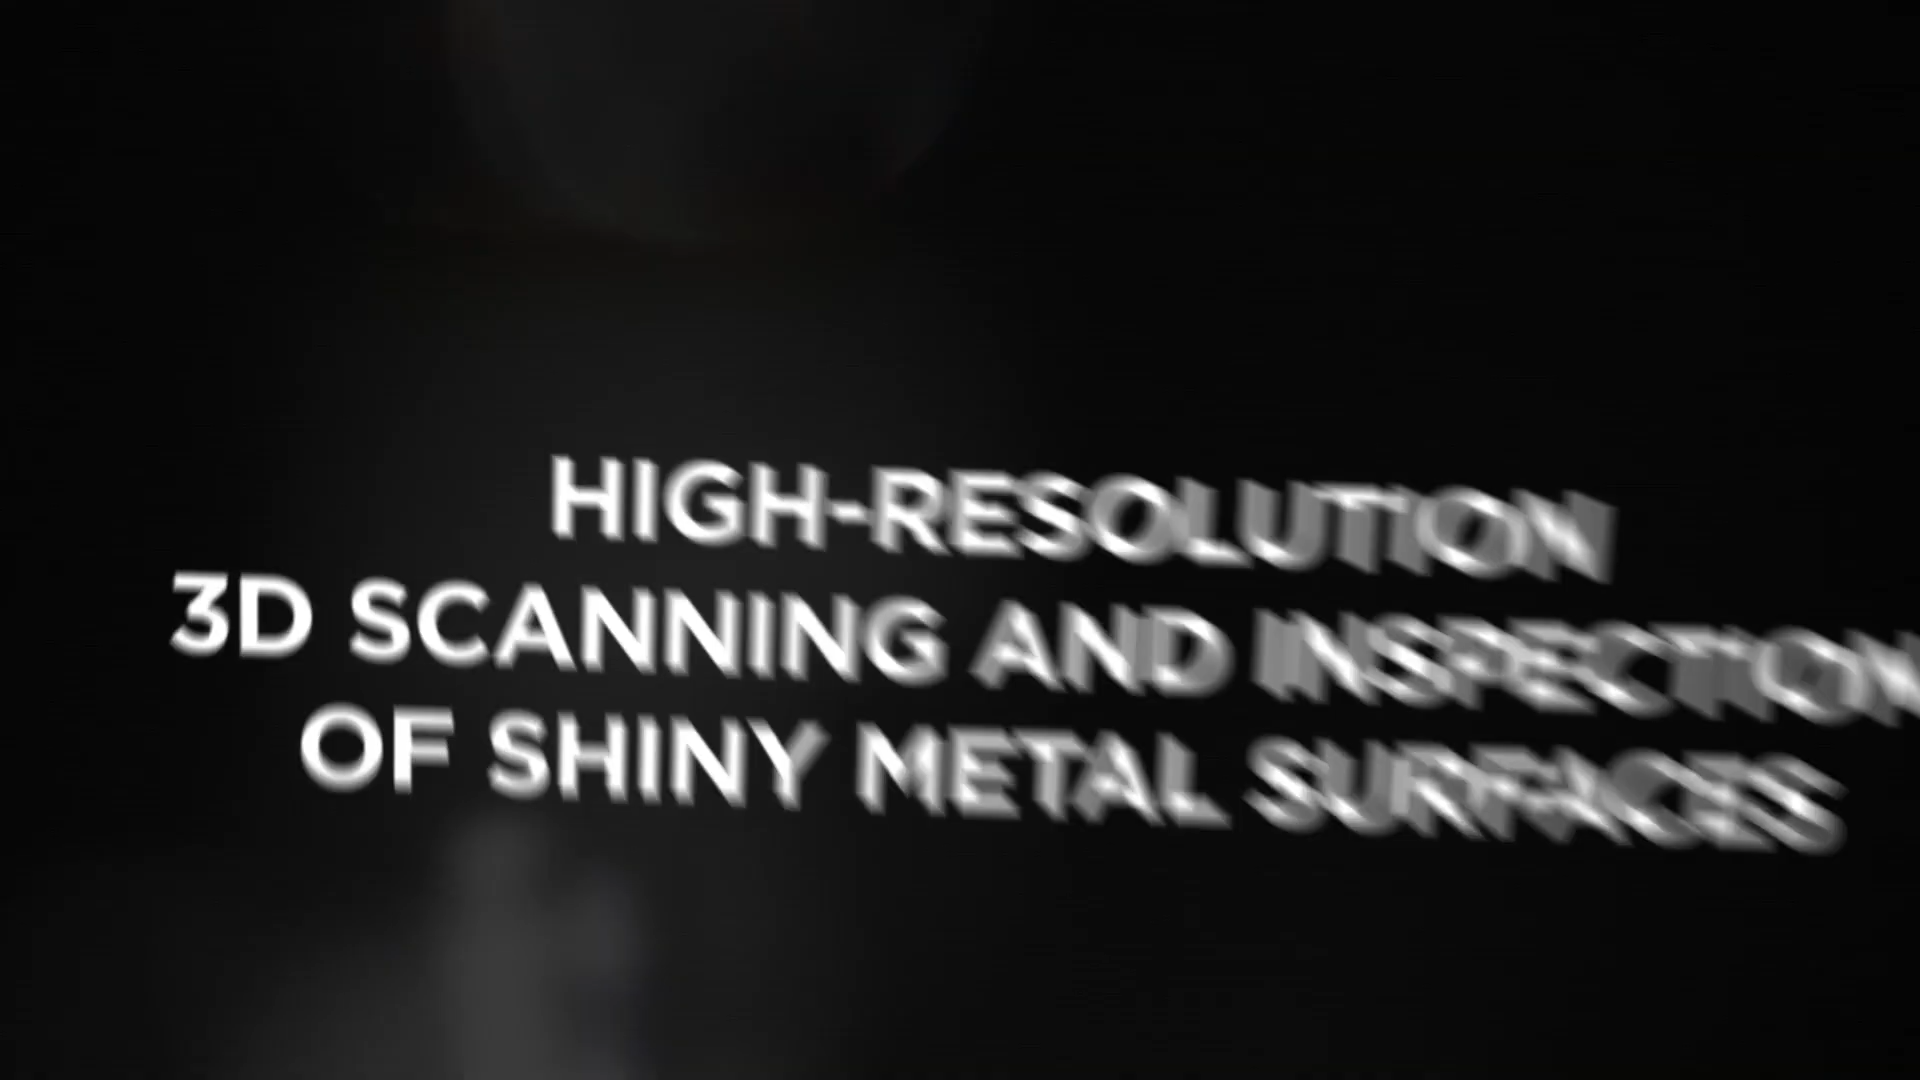 HIGH-RESOLUTION
3D SCANNING AND INSPECTION
OF SHINY METAL SURFACES